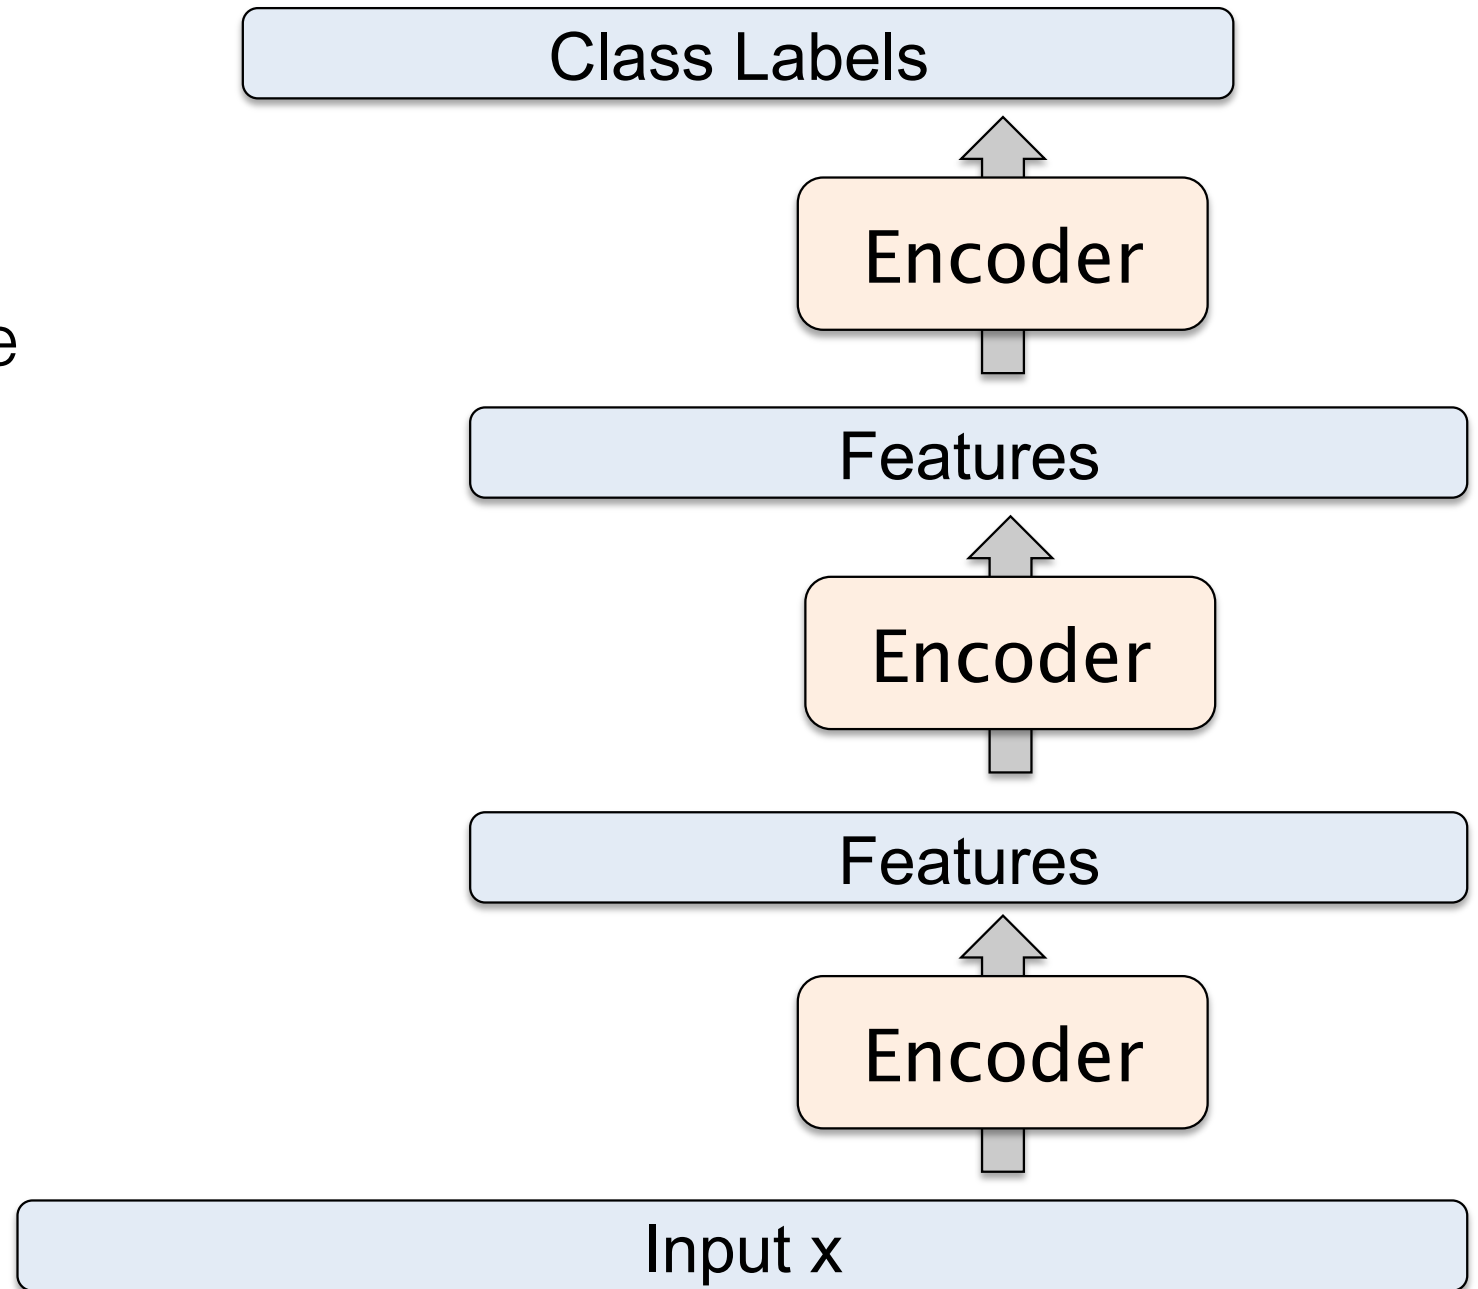 Class Labels
Encoder
e
Features
Encoder
Features
Encoder
Input x